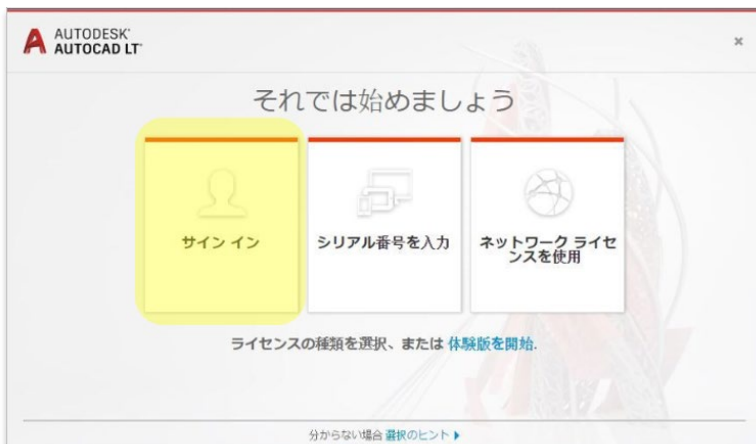 AUTODESK®
AUTOCAD LT®
それでは始めましょう
サイン イン
シリアル番号を入力
ネットワーク ライセ
ンスを使用
ライセンスの種類を選択、または 体験版を開始.
分からない場合 選択のヒント